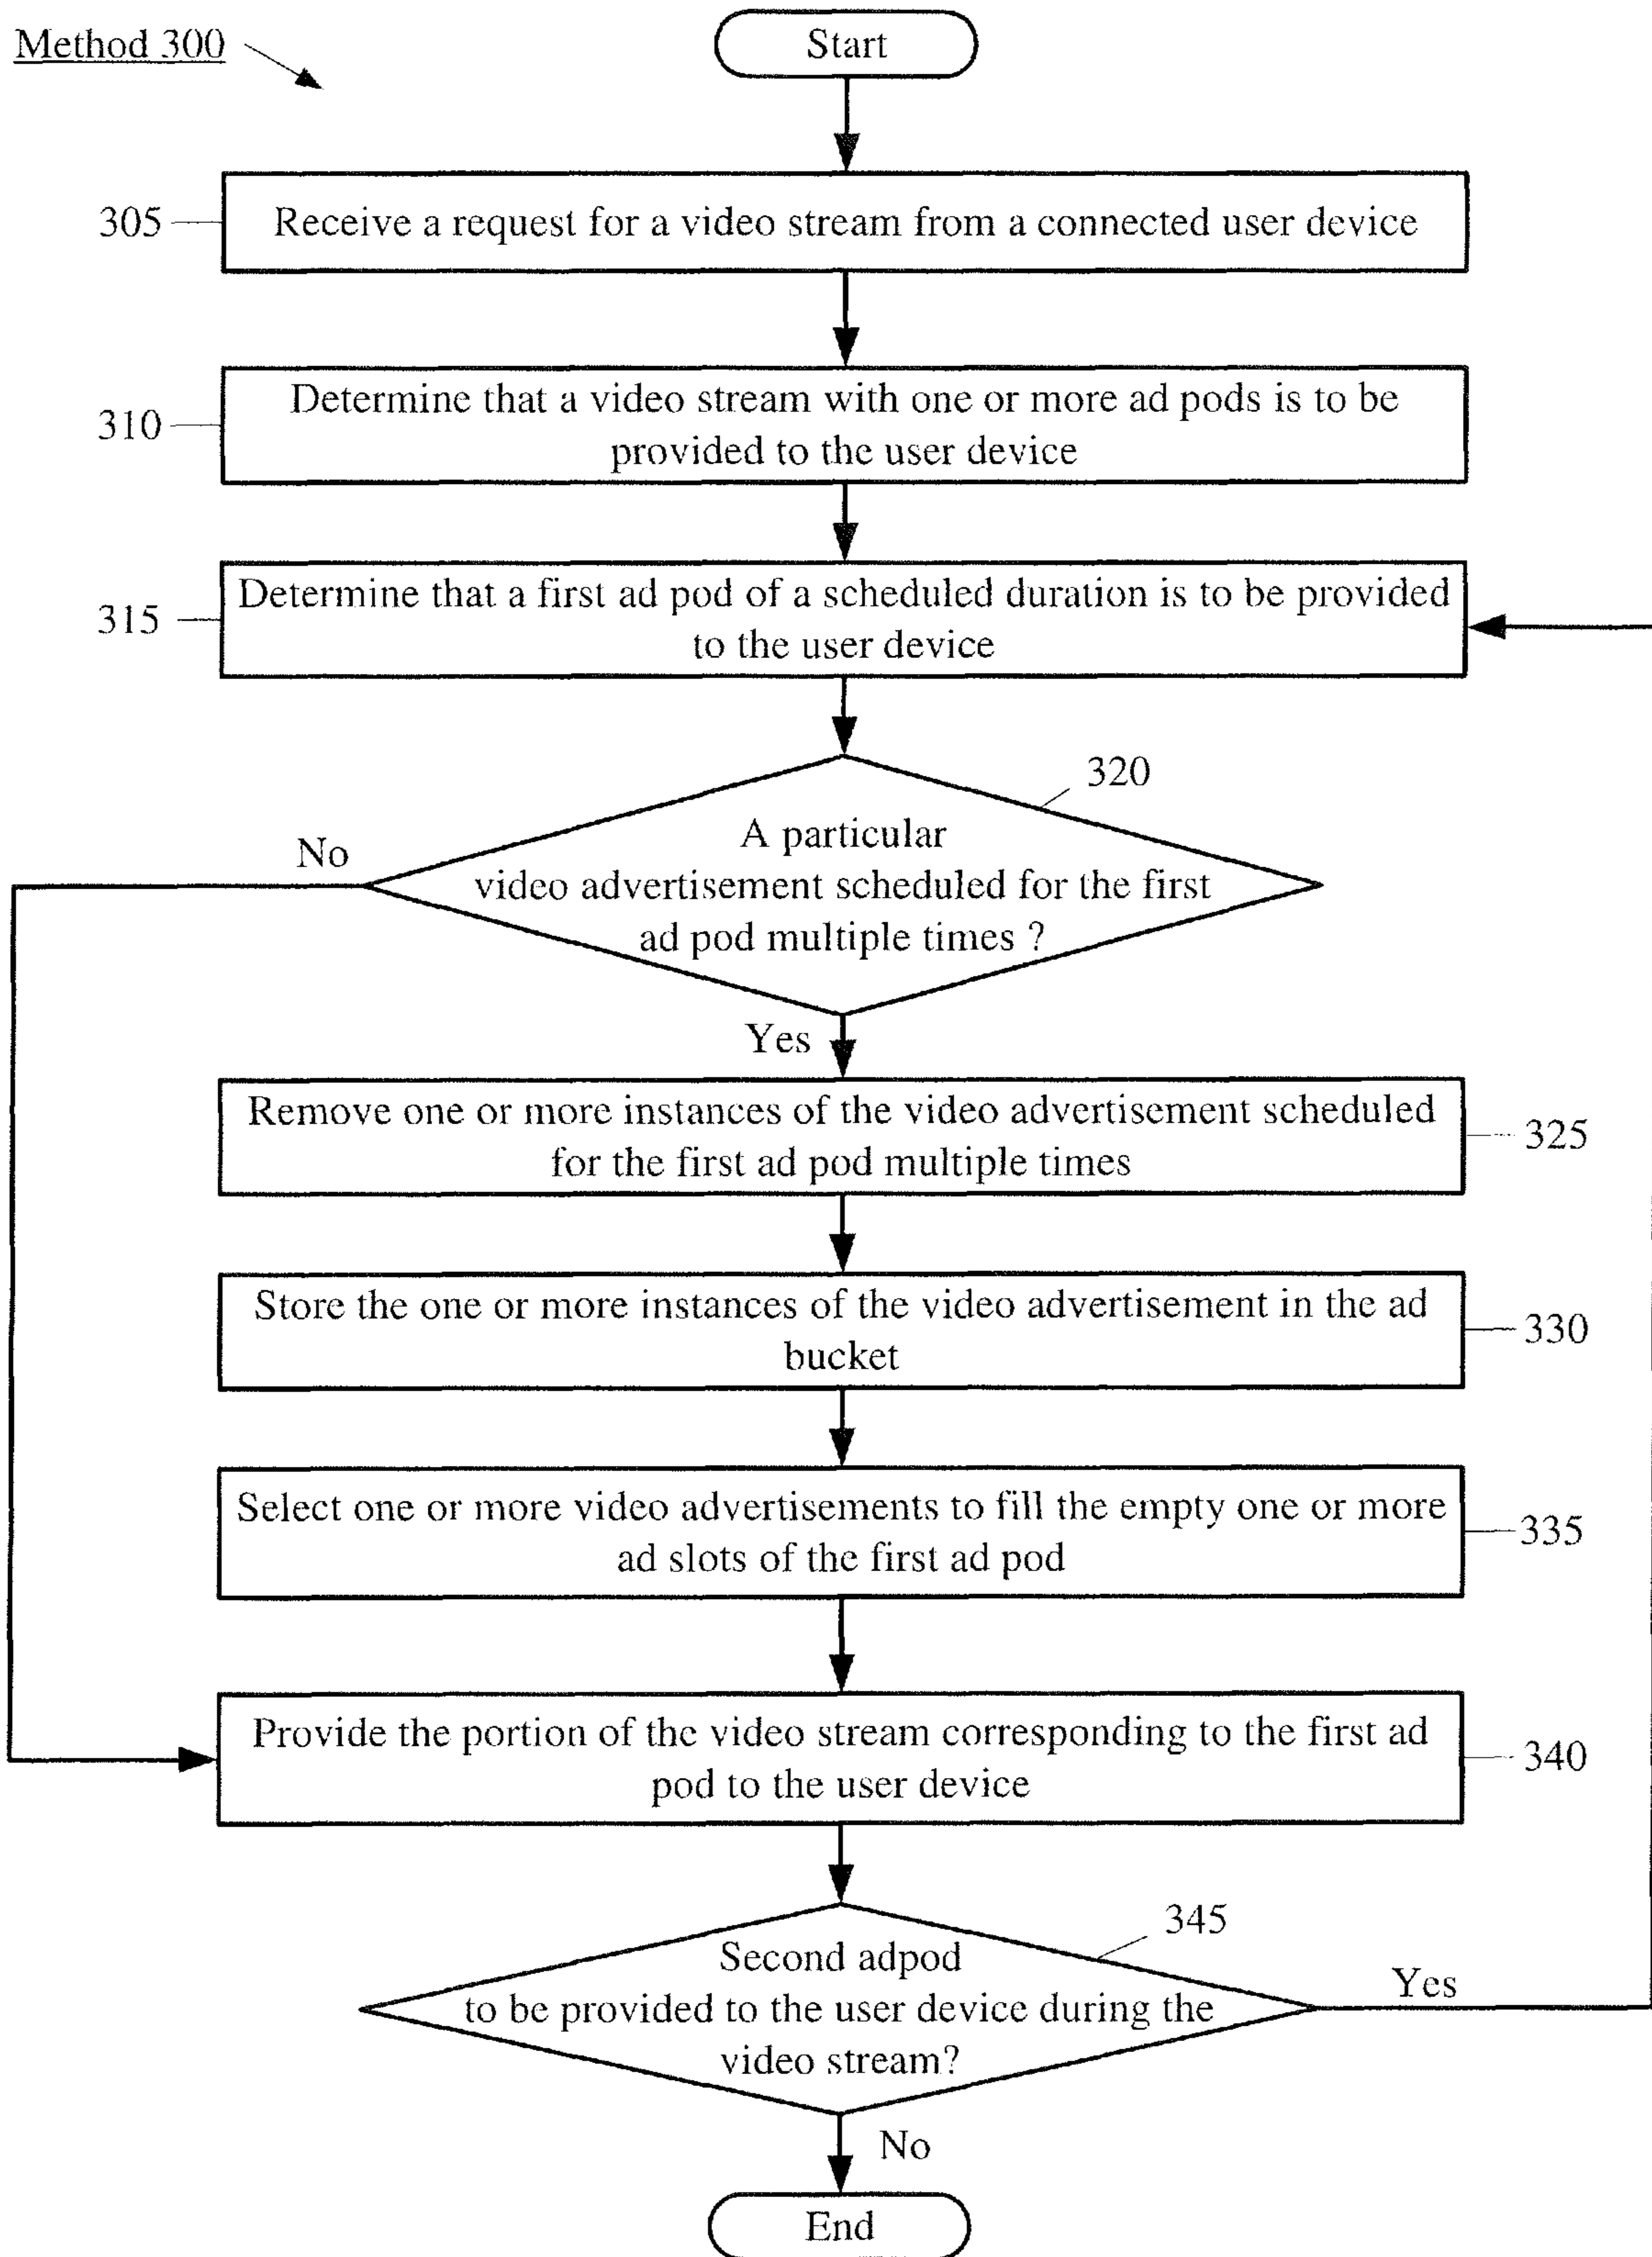 Method 300
Start
305
Receive a request for a video stream from a connected user device
310
Determine that a video stream with one or more ad pods is to be
provided to the user device
315
Determine that a first ad pod of a scheduled duration is to be provided
to the user device
320
A particular
video advertisement scheduled for the first
ad pod multiple times ?
No
Yes
Remove one or more instances of the video advertisement scheduled
for the first ad pod multiple times
325
Store the one or more instances of the video advertisement in the ad
bucket
330
Select one or more video advertisements to fill the empty one or more
ad slots of the first ad pod
335
Provide the portion of the video stream corresponding to the first ad
pod to the user device
340
345
Second adpod
to be provided to the user device during the
video stream?
Yes
No
End